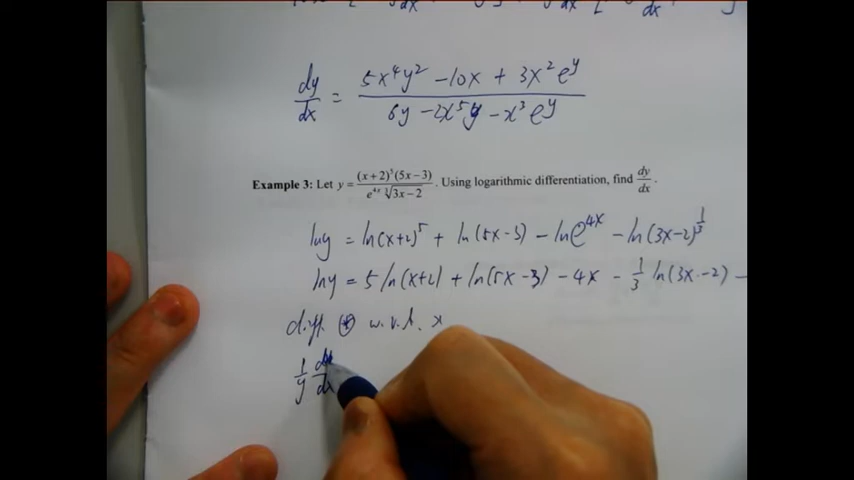 dy/dx = (5x⁴y² - 10x + 3x²e^y)/(6y - 2x⁵y - x³e^y)
Example 3: Let y = (x+2)⁵(5x-3)/(e^{4x} ∛(3x-2)). Using logarithmic differentiation, find dy/dx.
lny = ln(x+2)⁵ + ln(5x-3) - ln e^{4x} - ln(3x-2)^{1/3}
lny = 5 ln(x+2) + ln(5x-3) - 4x - 1/3 ln(3x-2) -
diff. ⊛ w.r.t. x
1/y dy/dx